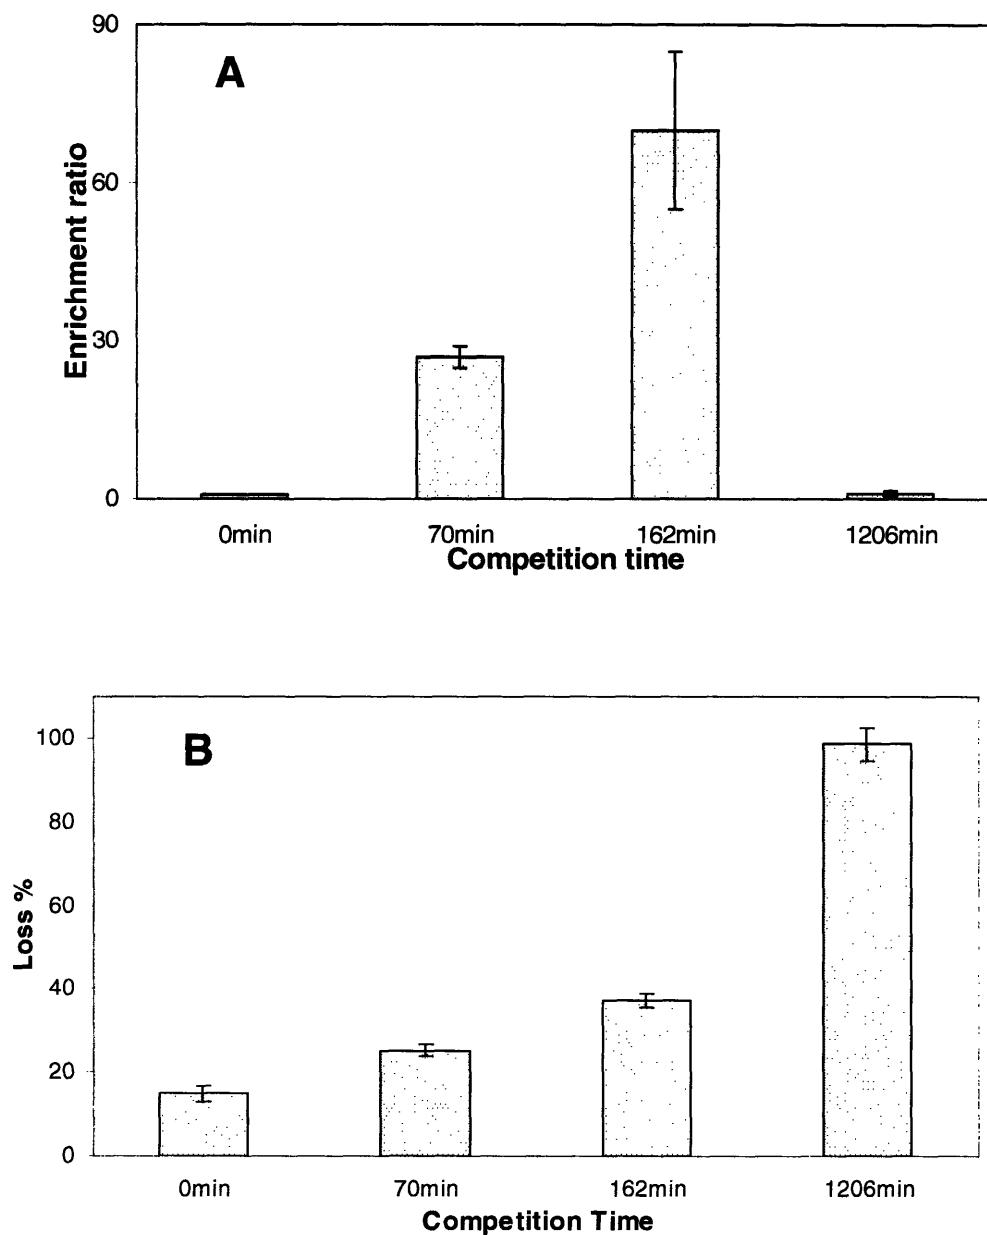 90
A
60
Enrichment ratio
30
0
0min 70min 162min 1206min
Competition time
100
B
80
60
Loss %
40
20
0
0min 70min 162min 1206min
Competition Time